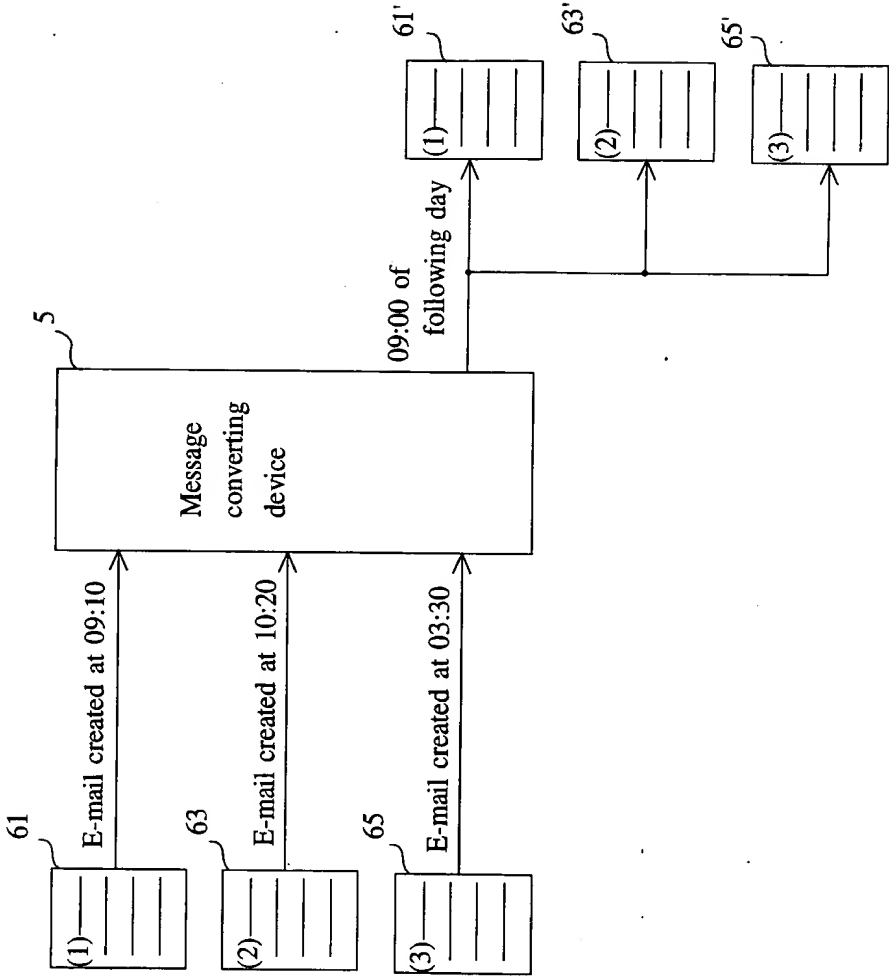 61
(1)
E-mail created at 09:10
63
(2)
E-mail created at 10:20
65
(3)
E-mail created at 03:30
5
Message
converting
device
09:00 of
following day
61'
(1)
63'
(2)
65'
(3)